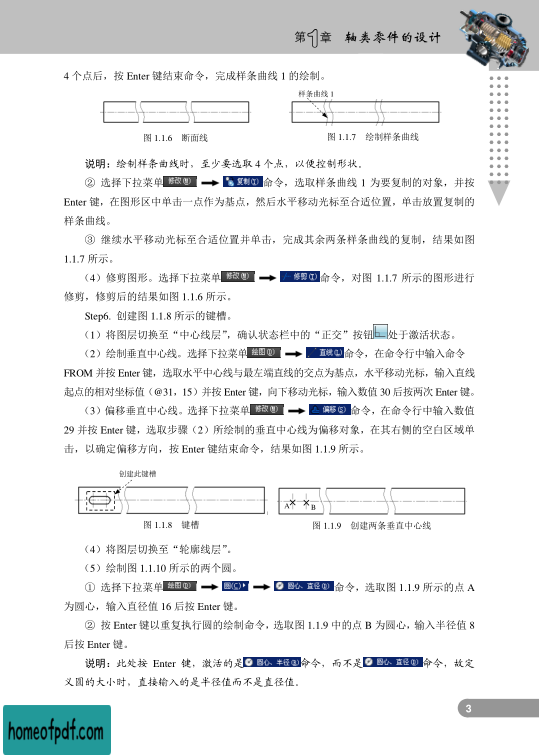 第1章 轴类零件的设计
4 个点后，按 Enter 键结束命令，完成样条曲线 1 的绘制。
样条曲线 1
图 1.1.6 断面线
图 1.1.7 绘制样条曲线
说明：绘制样条曲线时，至少要选取 4 个点，以便控制形状。
② 选择下拉菜单 修改(M) → 复制(Y) 命令，选取样条曲线 1 为要复制的对象，并按
Enter 键，在图形区中单击一点作为基点，然后水平移动光标至合适位置，单击放置复制的
样条曲线。
③ 继续水平移动光标至合适位置并单击，完成其余两条样条曲线的复制，结果如图
1.1.7 所示。
（4）修剪图形。选择下拉菜单 修改(M) → 修剪(T) 命令，对图 1.1.7 所示的图形进行
修剪，修剪后的结果如图 1.1.6 所示。
Step6. 创建图 1.1.8 所示的键槽。
（1）将图层切换至“中心线层”，确认状态栏中的“正交”按钮处于激活状态。
（2）绘制垂直中心线。选择下拉菜单 绘图(D) → 直线(L) 命令，在命令行中输入命令
FROM 并按 Enter 键，选取水平中心线与最左端直线的交点为基点，水平移动光标，输入直线
起点的相对坐标值（@31，15）并按 Enter 键，向下移动光标，输入数值 30 后按两次 Enter 键。
（3）偏移垂直中心线。选择下拉菜单 修改(M) → 偏移(S) 命令，在命令行中输入数值
29 并按 Enter 键，选取步骤（2）所绘制的垂直中心线为偏移对象，在其右侧的空白区域单
击，以确定偏移方向，按 Enter 键结束命令，结果如图 1.1.9 所示。
创建此键槽
A B
图 1.1.8 键槽
图 1.1.9 创建两条垂直中心线
（4）将图层切换至“轮廓线层”。
（5）绘制图 1.1.10 所示的两个圆。
① 选择下拉菜单 绘图(D) → 圆(C) → 圆心、直径(D) 命令，选取图 1.1.9 所示的点 A
为圆心，输入直径值 16 后按 Enter 键。
② 按 Enter 键以重复执行圆的绘制命令，选取图 1.1.9 中的点 B 为圆心，输入半径值 8
后按 Enter 键。
说明：此处按 Enter 键，激活的是 圆心、半径(R) 命令，而不是 圆心、直径(D) 命令，故定
义圆的大小时，直接输入的是半径值而不是直径值。
3
homeofpdf.com